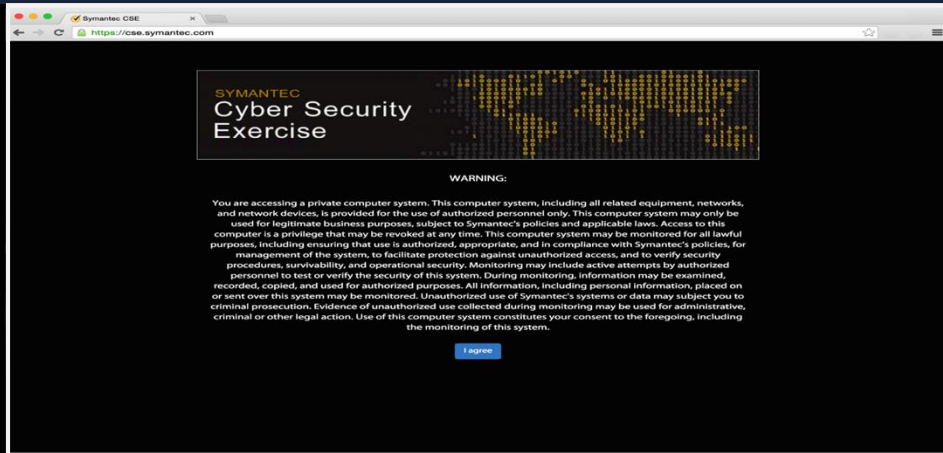 Symantec CSE
https://cse.symantec.com
SYMANTEC
Cyber Security
Exercise
WARNING:
You are accessing a private computer system. This computer system, including all related equipment, networks,
and network devices, is provided for the use of authorized personnel only. This computer system may only be
used for legitimate business purposes, subject to Symantec's policies and applicable laws. Access to this
computer is a privilege that may be revoked at any time. This computer system may be monitored for all lawful
purposes, including ensuring that use is authorized, appropriate, and in compliance with Symantec's policies, for
management of the system, to facilitate protection against unauthorized access, and to verify security
procedures, survivability, and operational security. Monitoring may include active attempts by authorized
personnel to test or verify the security of this system. During monitoring, information may be examined,
recorded, copied, and used for authorized purposes. All information, including personal information, placed on
or sent over this system may be monitored. Unauthorized use of Symantec's systems or data may subject you to
criminal prosecution. Evidence of unauthorized use collected during monitoring may be used for administrative,
criminal or other legal action. Use of this computer system constitutes your consent to the foregoing, including
the monitoring of this system.
I agree